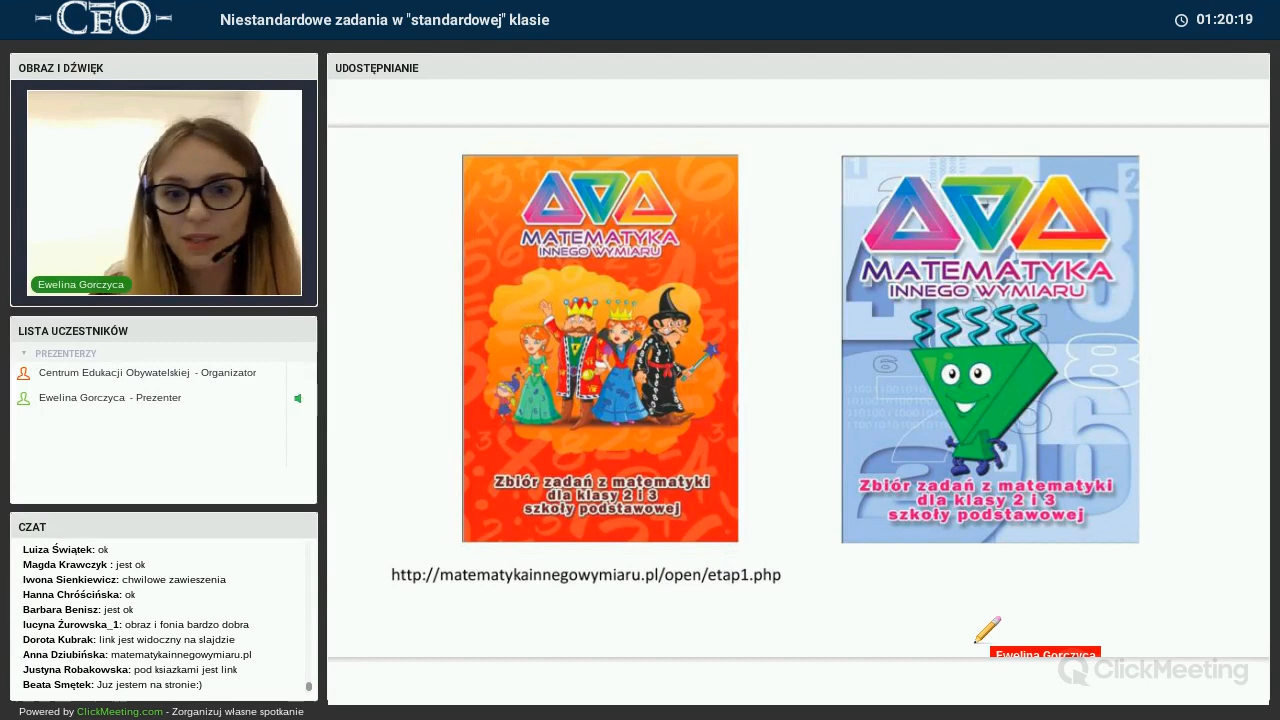 CEO
Niestandardowe zadania w "standardowej" klasie
01:20:19
OBRAZ I DŹWIĘK
Ewelina Gorczyca
LISTA UCZESTNIKÓW
PREZENTERZY
Centrum Edukacji Obywatelskiej - Organizator
Ewelina Gorczyca - Prezenter
CZAT
Luiza Świątek: ok
Magda Krawczyk : jest ok
Iwona Sienkiewicz: chwilowe zawieszenia
Hanna Chróścińska: ok
Barbara Benisz: jest ok
lucyna Żurowska_1: obraz i fonia bardzo dobra
Dorota Kubrak: link jest widoczny na slajdzie
Anna Dziubińska: matematykainnegowymiaru.pl
Justyna Robakowska: pod ksiazkami jest link
Beata Smętek: Juz jestem na stronie:)
Powered by ClickMeeting.com - Zorganizuj własne spotkanie
UDOSTĘPNIANIE
MATEMATYKA
INNEGO WYMIARU
Zbiór zadań z matematyki
dla klasy 2 i 3
szkoły podstawowej
MATEMATYKA
INNEGO WYMIARU
Zbiór zadań z matematyki
dla klasy 2 i 3
szkoły podstawowej
http://matematykainnegowymiaru.pl/open/etap1.php
Ewelina Gorczyca
ClickMeeting